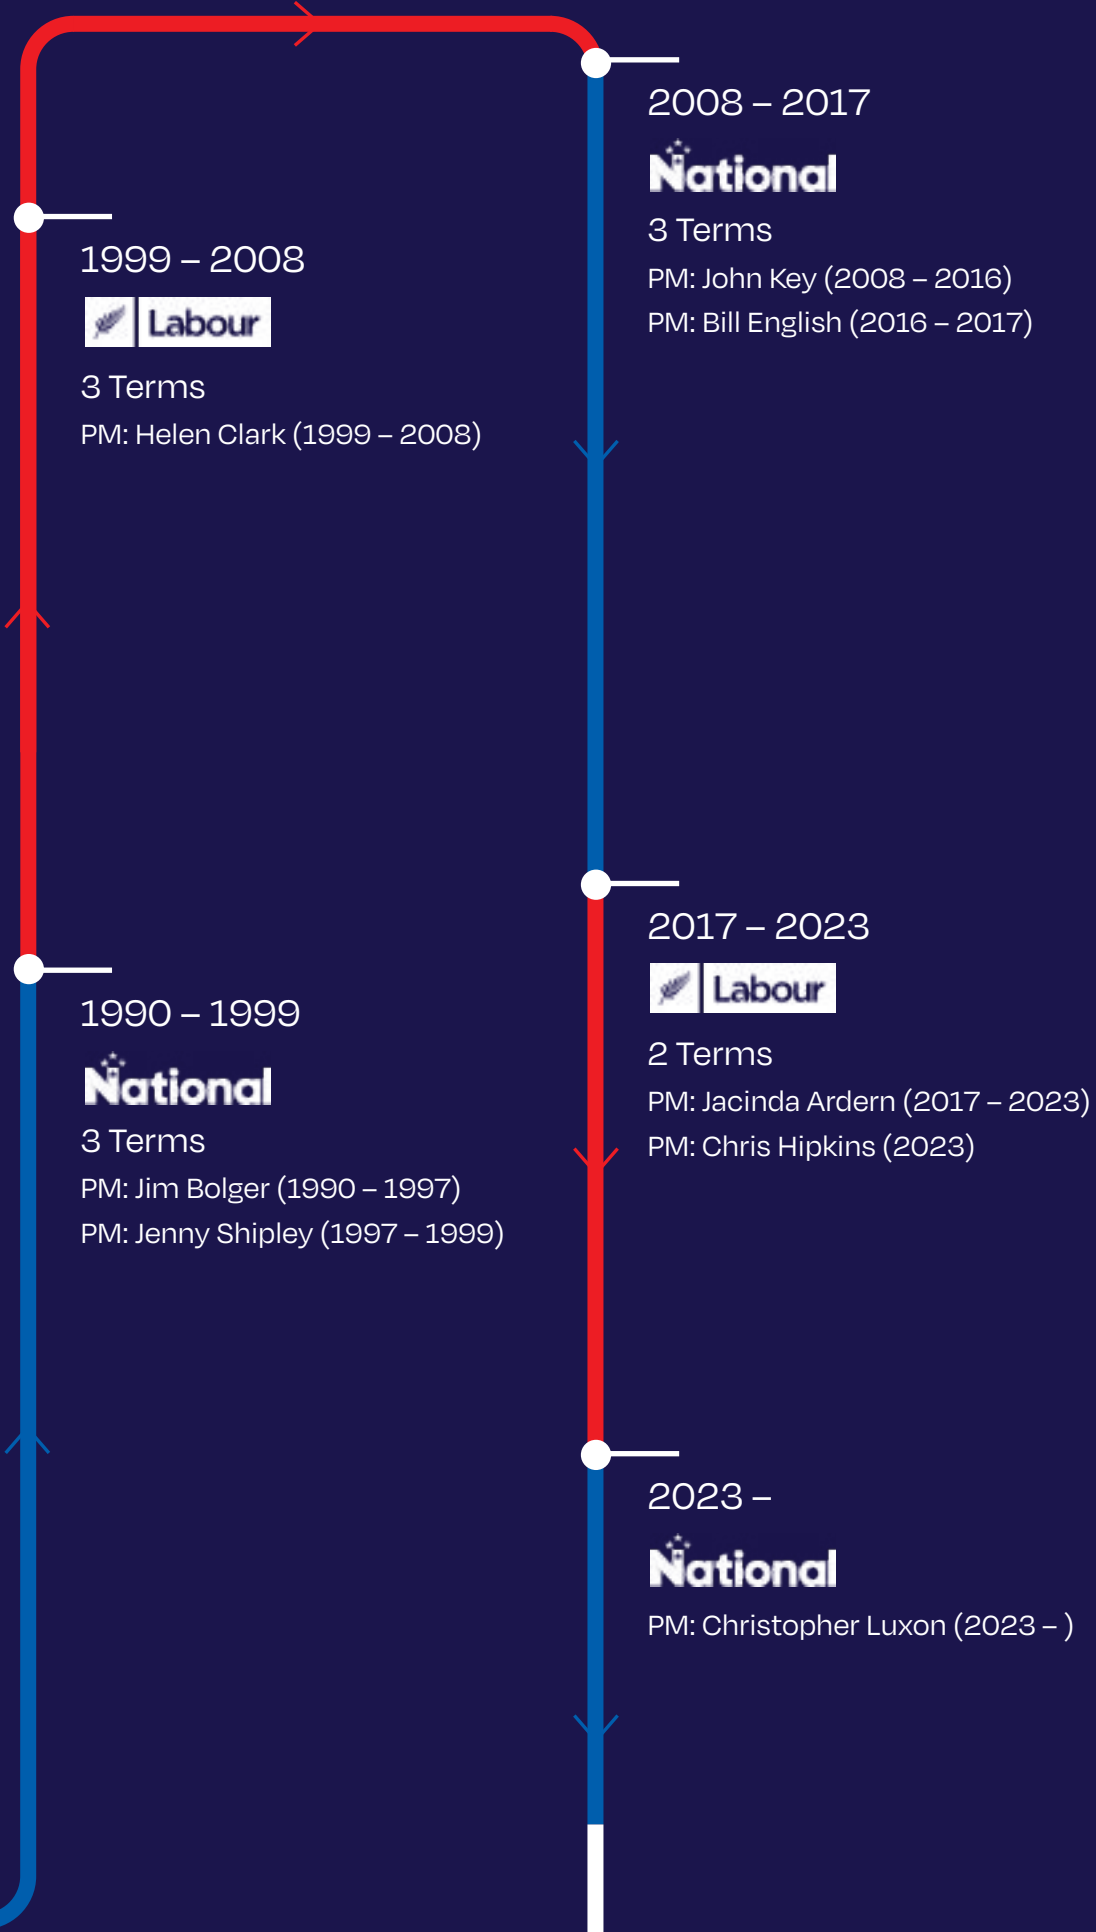 1999 – 2008
Labour
3 Terms
PM: Helen Clark (1999 – 2008)
1990 – 1999
National
3 Terms
PM: Jim Bolger (1990 – 1997)
PM: Jenny Shipley (1997 – 1999)
2008 – 2017
National
3 Terms
PM: John Key (2008 – 2016)
PM: Bill English (2016 – 2017)
2017 – 2023
Labour
2 Terms
PM: Jacinda Ardern (2017 – 2023)
PM: Chris Hipkins (2023)
2023 –
National
PM: Christopher Luxon (2023 – )